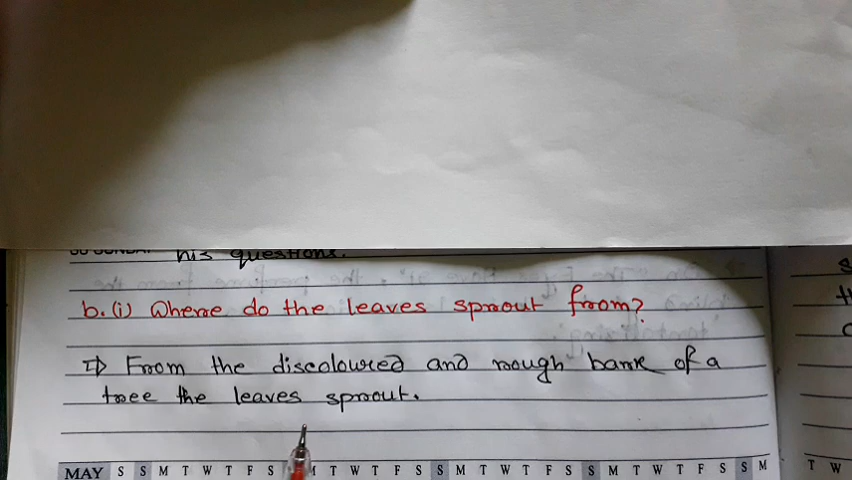 his questions.
b. (i) Where do the leaves sprout from?
⇒ From the discoloured and rough bark of a
tree the leaves sprout.
MAY S S M T W T F S M T W T F S S M T W T F S S M T W T F S S M T W